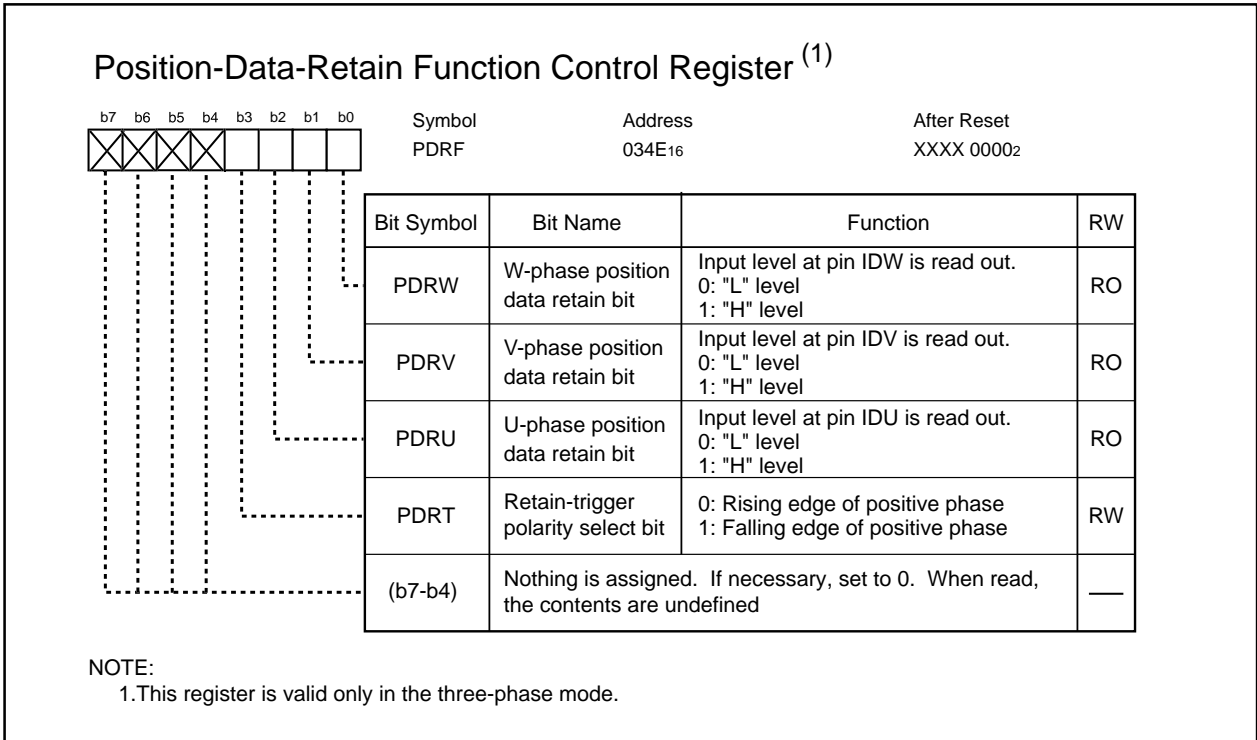 Position-Data-Retain Function Control Register (1)
b7 b6 b5 b4 b3 b2 b1 b0
Symbol Address After Reset
PDRF 034E16 XXXX 00002
Bit Symbol Bit Name Function RW
PDRW W-phase position data retain bit Input level at pin IDW is read out. 0: "L" level 1: "H" level RO
PDRV V-phase position data retain bit Input level at pin IDV is read out. 0: "L" level 1: "H" level RO
PDRU U-phase position data retain bit Input level at pin IDU is read out. 0: "L" level 1: "H" level RO
PDRT Retain-trigger polarity select bit 0: Rising edge of positive phase 1: Falling edge of positive phase RW
(b7-b4) Nothing is assigned. If necessary, set to 0. When read, the contents are undefined —
NOTE:
1.This register is valid only in the three-phase mode.